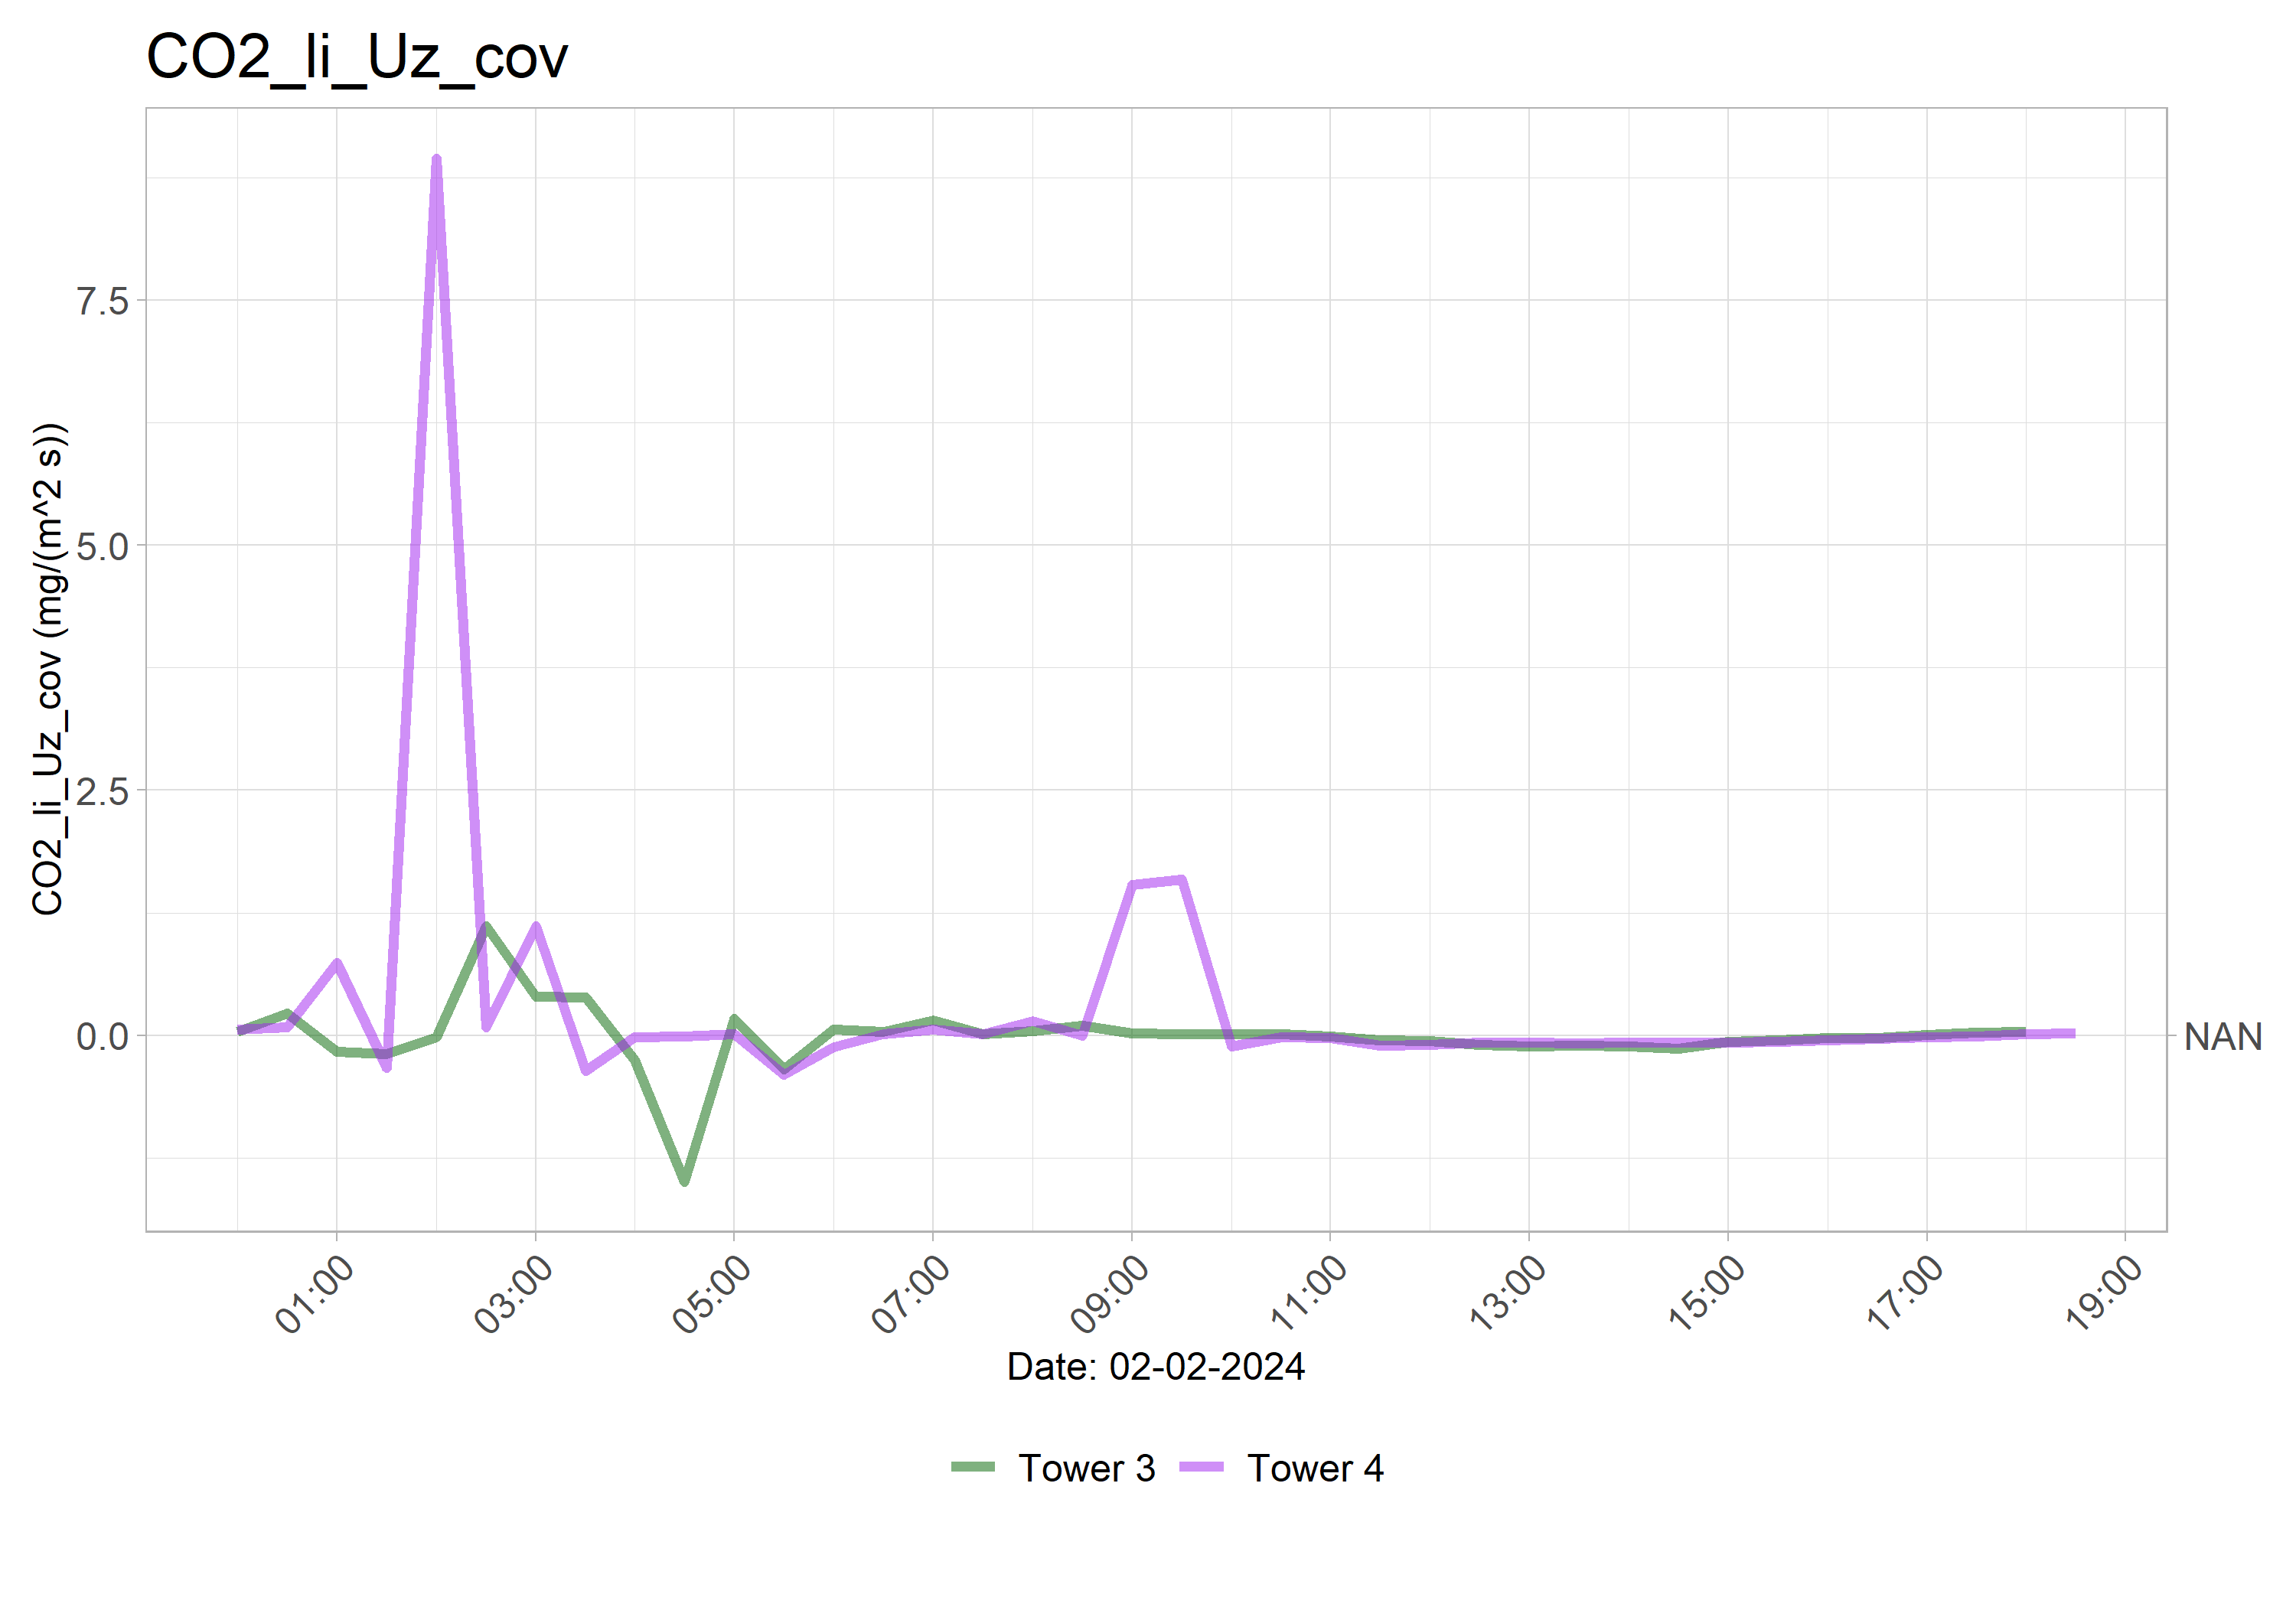 CO2_li_Uz_cov
CO2_li_Uz_cov (mg/(m^2 s))
7.5
5.0
2.5
0.0
NAN
01:00
03:00
05:00
07:00
09:00
11:00
13:00
15:00
17:00
19:00
Date: 02-02-2024
Tower 3
Tower 4